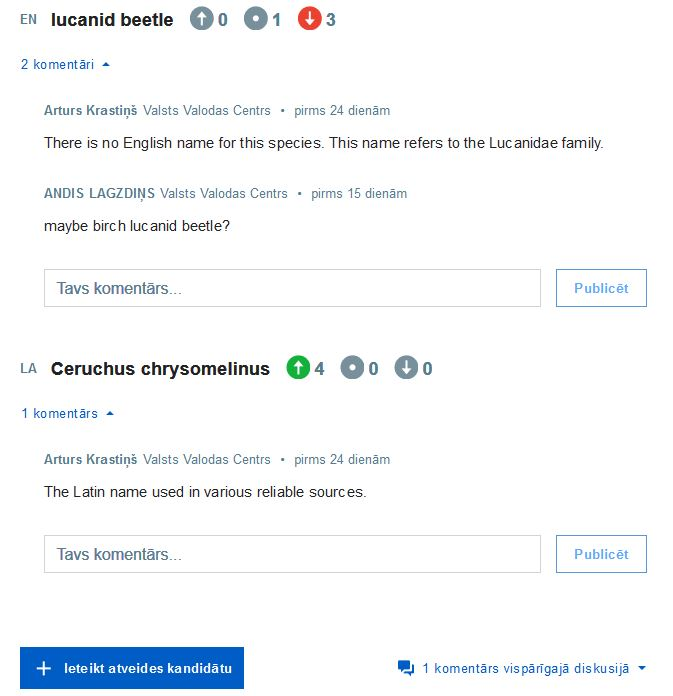 EN lucanid beetle 0 1 3
2 komentāri
Arturs Krastiņš Valsts Valodas Centrs • pirms 24 dienām
There is no English name for this species. This name refers to the Lucanidae family.
ANDIS LAGZDIŅS Valsts Valodas Centrs • pirms 15 dienām
maybe birch lucanid beetle?
Tavs komentārs... Publicēt
LA Ceruchus chrysomelinus 4 0 0
1 komentārs
Arturs Krastiņš Valsts Valodas Centrs • pirms 24 dienām
The Latin name used in various reliable sources.
Tavs komentārs... Publicēt
Ieteikt atveides kandidātu 1 komentārs vispārīgajā diskusijā